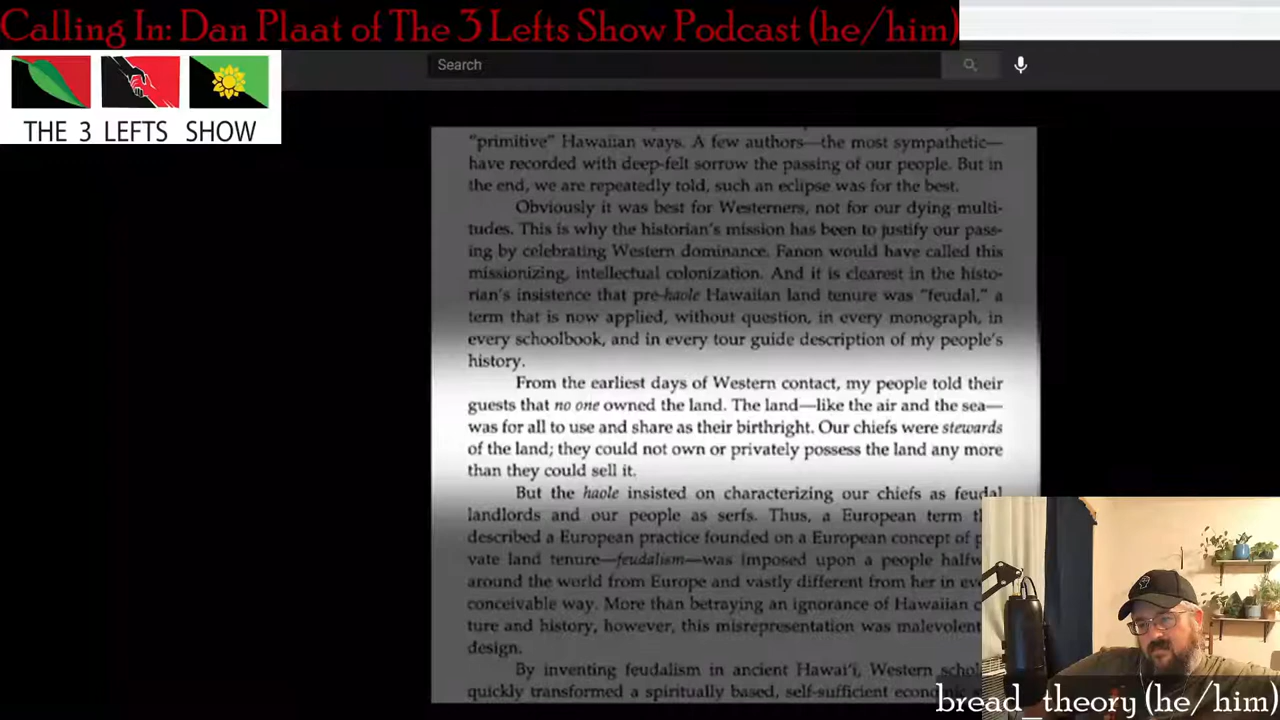 Calling In: Dan Plaat of The 3 Lefts Show Podcast (he/him)
Search
THE 3 LEFTS SHOW
"primitive" Hawaiian ways. A few authors—the most sympathetic—
have recorded with deep-felt sorrow the passing of our people. But in
the end, we are repeatedly told, such an eclipse was for the best.
Obviously it was best for Westerners, not for our dying multi-
tudes. This is why the historian's mission has been to justify our pass-
ing by celebrating Western dominance. Fanon would have called this
missionizing, intellectual colonization. And it is clearest in the histo-
rian's insistence that pre-haole Hawaiian land tenure was "feudal," a
term that is now applied, without question, in every monograph, in
every schoolbook, and in every tour guide description of my people's
history.
From the earliest days of Western contact, my people told their
guests that no one owned the land. The land—like the air and the sea—
was for all to use and share as their birthright. Our chiefs were stewards
of the land; they could not own or privately possess the land any more
than they could sell it.
But the haole insisted on characterizing our chiefs as feudal
landlords and our people as serfs. Thus, a European term
described a European practice founded on a European concept of
vate land tenure—feudalism—was imposed upon a people
around the world from Europe and vastly different from her in
conceivable way. More than betraying an ignorance of Hawaiian
ture and history, however, this misrepresentation was malevolent
design.
By inventing feudalism in ancient Hawai'i, Western
quickly transformed a spiritually based, self-sufficient
bread_theory (he/him)